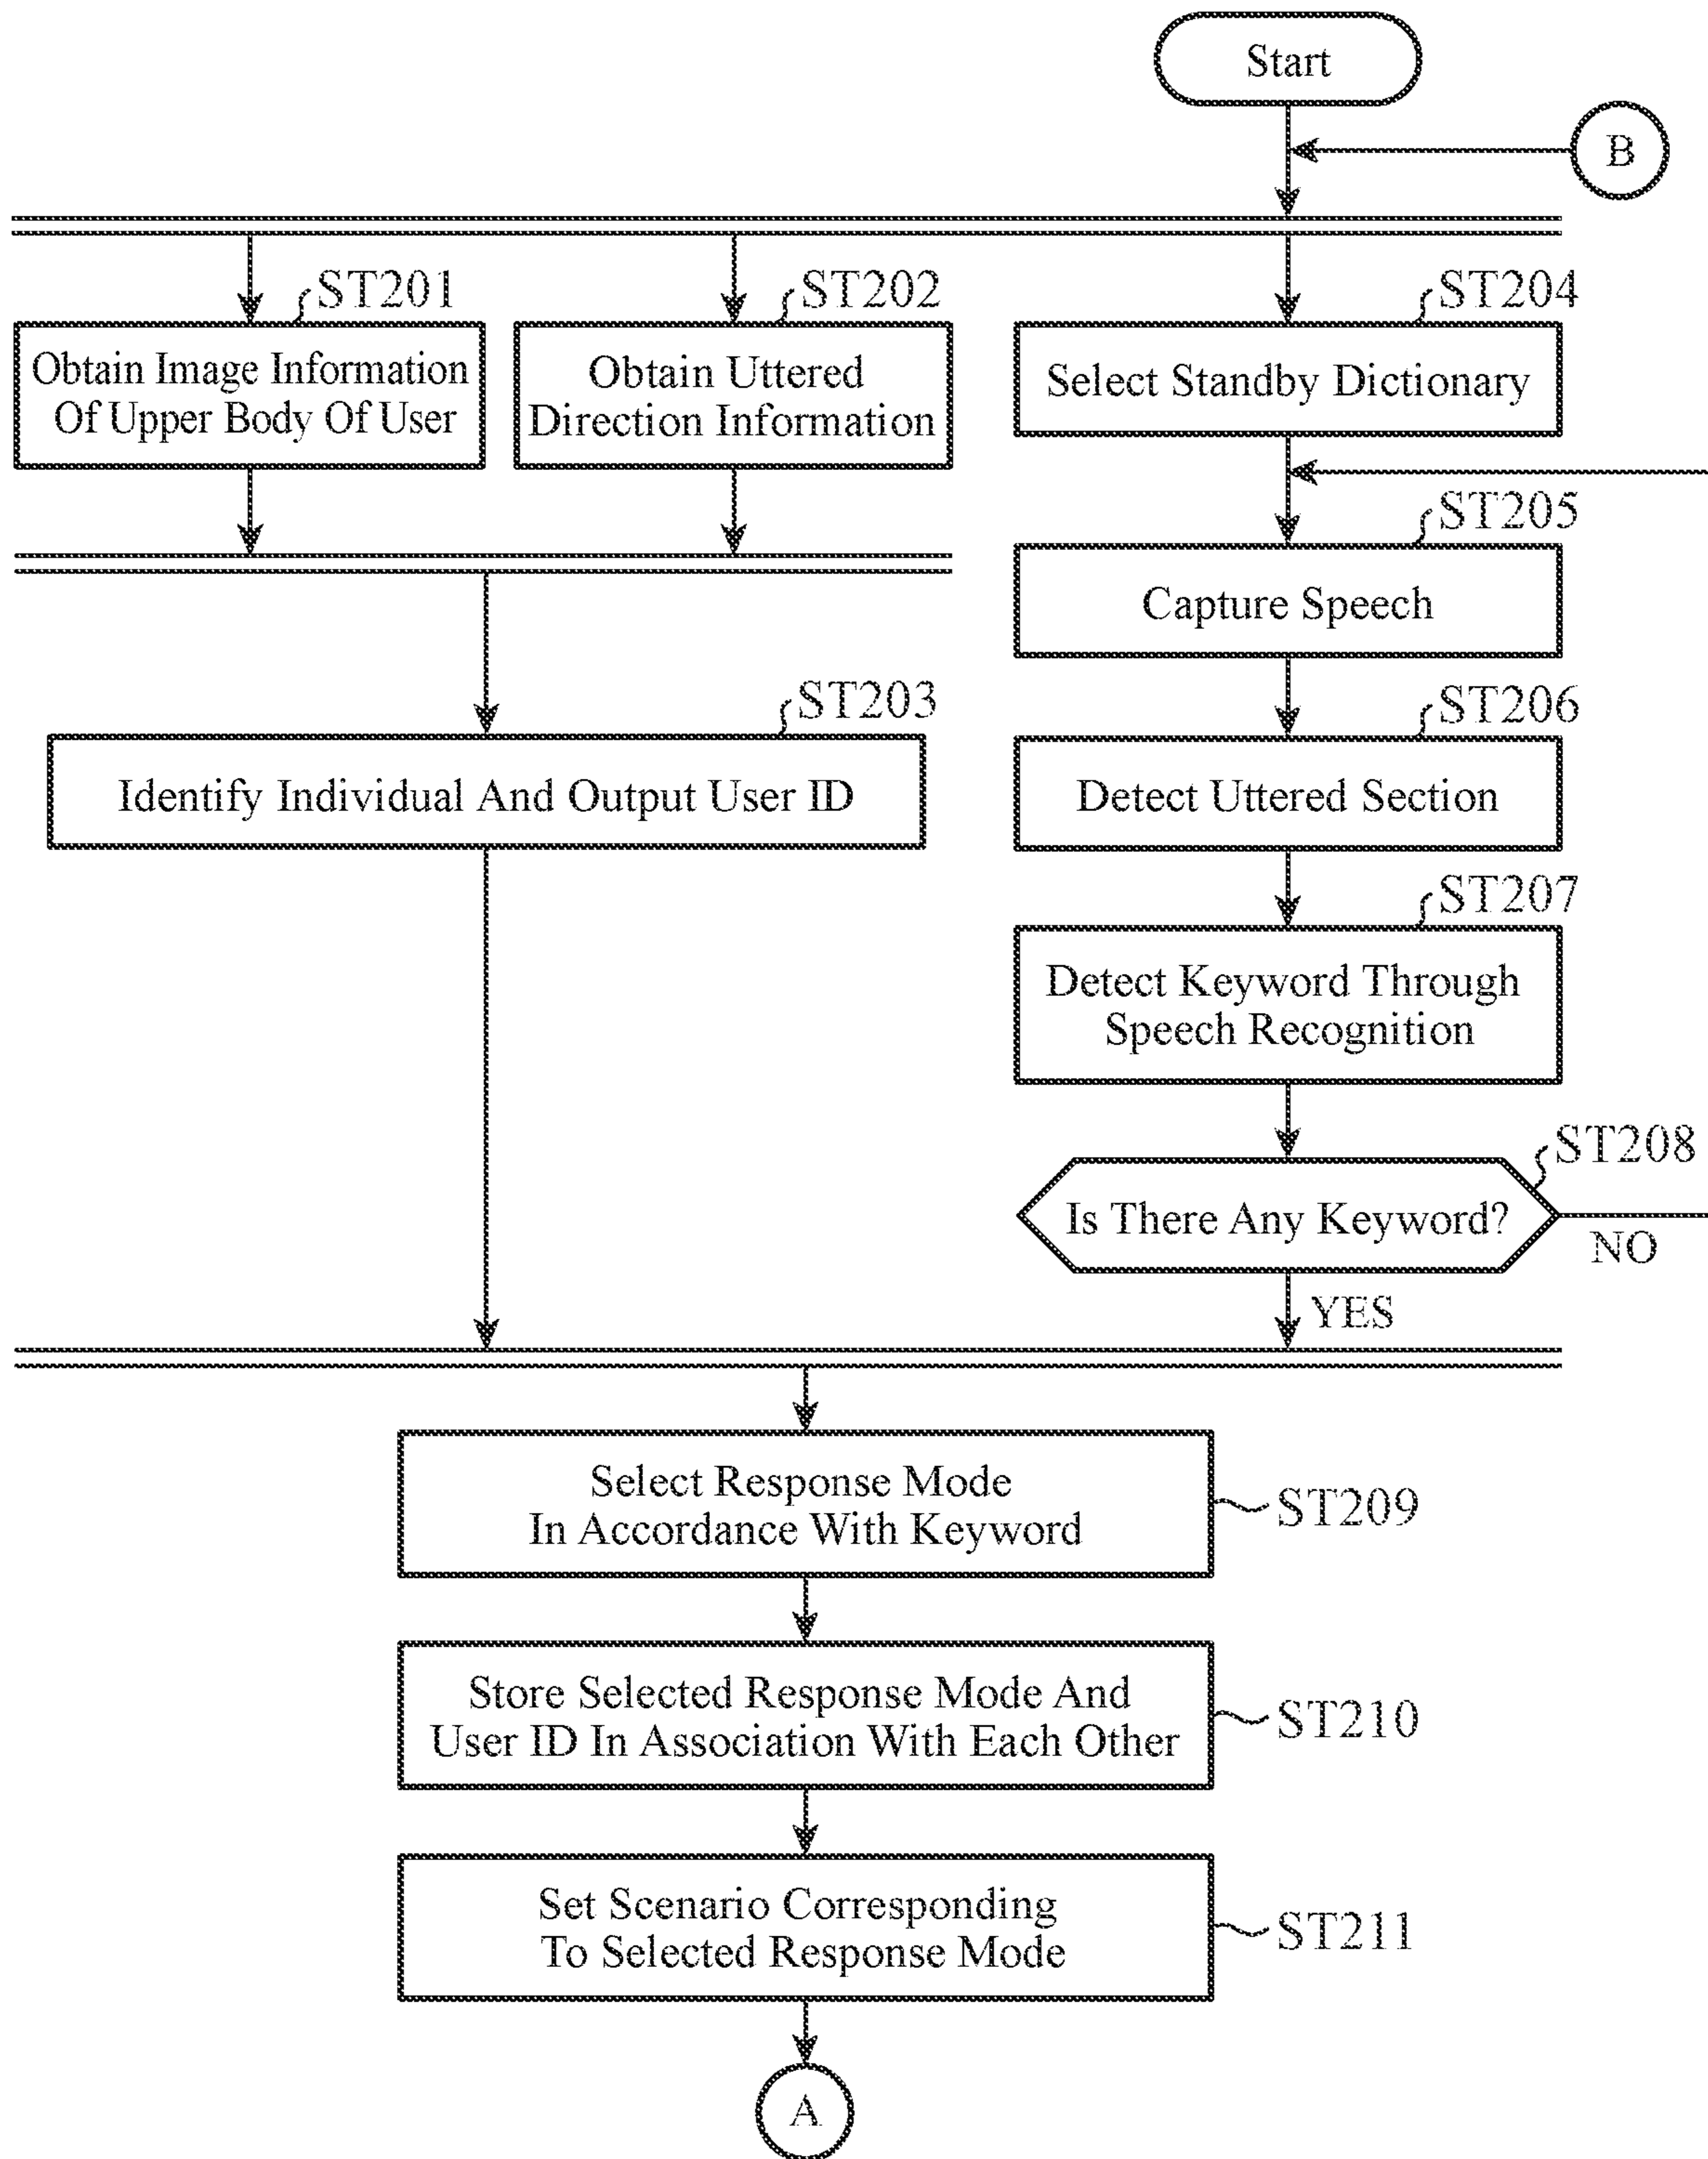 Start
B
ST201
Obtain Image Information
Of Upper Body Of User
ST202
Obtain Uttered
Direction Information
ST204
Select Standby Dictionary
ST205
Capture Speech
ST203
Identify Individual And Output User ID
ST206
Detect Uttered Section
ST207
Detect Keyword Through
Speech Recognition
ST208
Is There Any Keyword?
NO
YES
Select Response Mode
In Accordance With Keyword
ST209
Store Selected Response Mode And
User ID In Association With Each Other
ST210
Set Scenario Corresponding
To Selected Response Mode
ST211
A